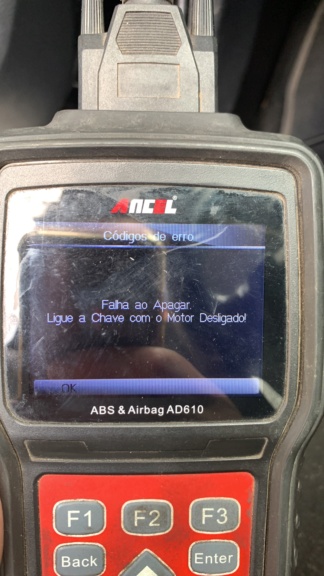 ANCEL
Códigos de erro
Falha ao Apagar.
Ligue a Chave com o Motor Desligado!
OK
ABS & Airbag AD610
F1 F2 F3
Back Enter